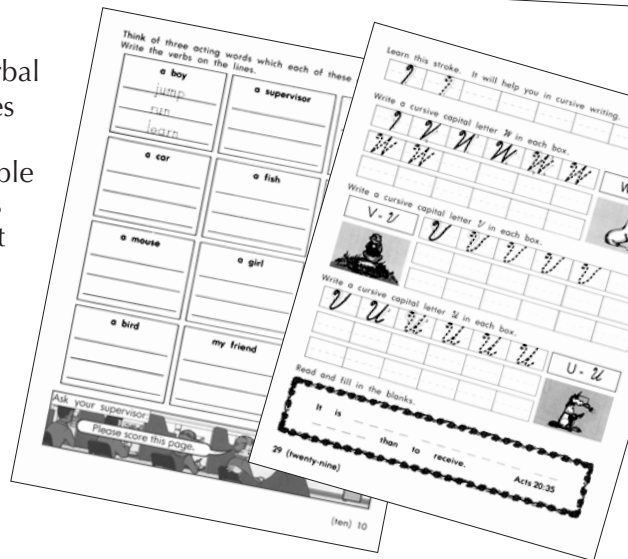 rbal
es
ble
t
Think of three acting words which each of these
Write the verbs on the lines.
a boy
jump
run
learn
a supervisor
a car
a fish
a mouse
a girl
a bird
my friend
Ask your supervisor.
Please score this page.
(ten) 10
Learn this stroke. It will help you in cursive writing.
Write a cursive capital letter W in each box.
V W W W W
W W
W
Write a cursive capital letter V in each box.
V - V
V V V V V
Write a cursive capital letter U in each box.
U U U U U
U - U
Read and fill in the blanks.
It is
than to receive.
Acts 20:35
29 (twenty-nine)